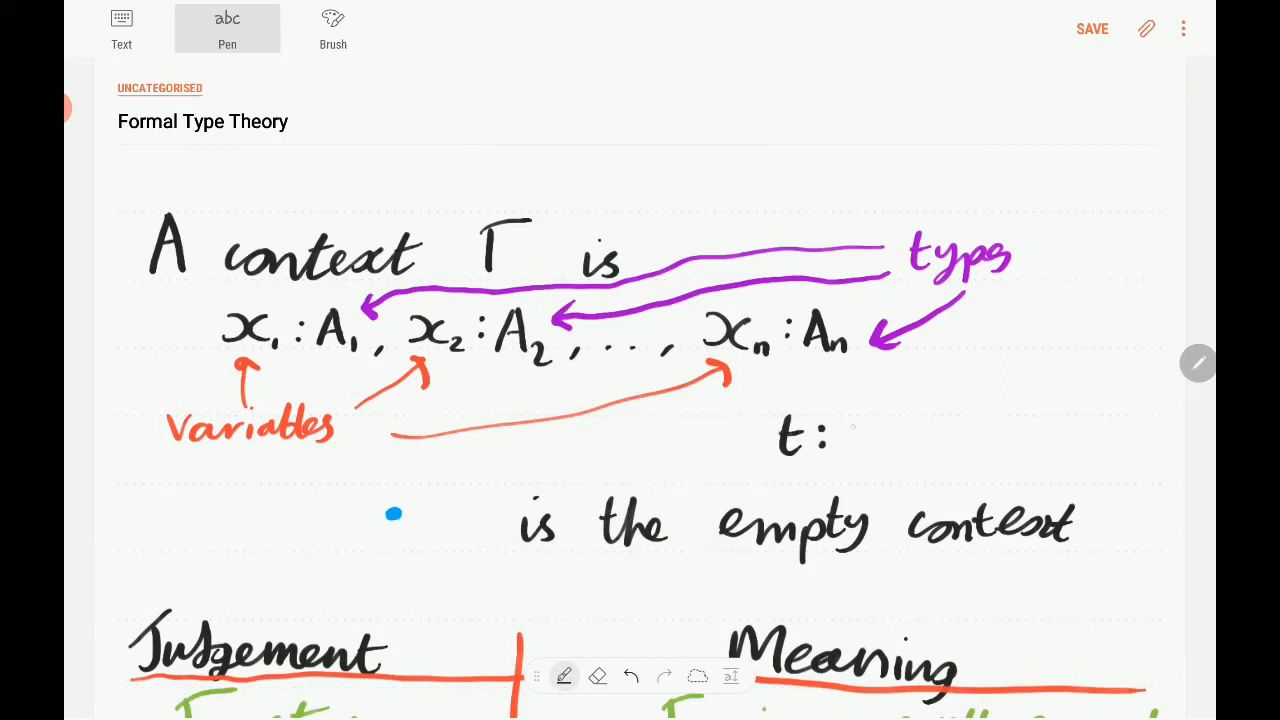 Text abc Pen Brush SAVE
UNCATEGORISED
Formal Type Theory
A context Γ is types
x₁ : A₁, x₂ : A₂, ..., xₙ : Aₙ
variables
t :
• is the empty context
Judgement Meaning